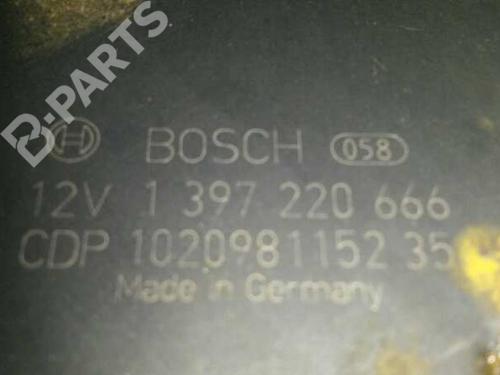 B-PARTS
BOSCH 058
12V 1 397 220 666
CDP 1020981152 35
Made in Germany